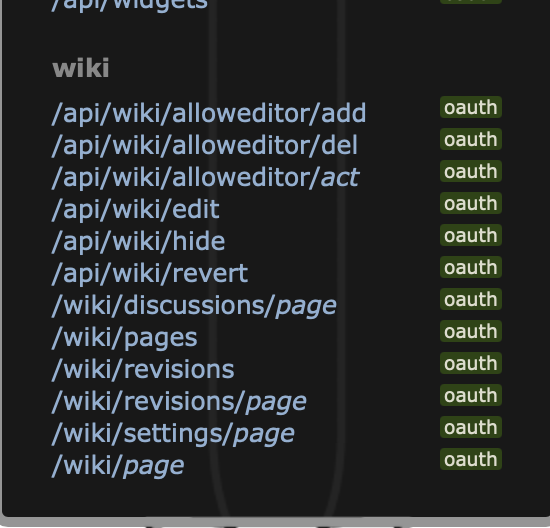 /api/widgets
wiki
/api/wiki/alloweditor/add oauth
/api/wiki/alloweditor/del oauth
/api/wiki/alloweditor/act oauth
/api/wiki/edit oauth
/api/wiki/hide oauth
/api/wiki/revert oauth
/wiki/discussions/page oauth
/wiki/pages oauth
/wiki/revisions oauth
/wiki/revisions/page oauth
/wiki/settings/page oauth
/wiki/page oauth